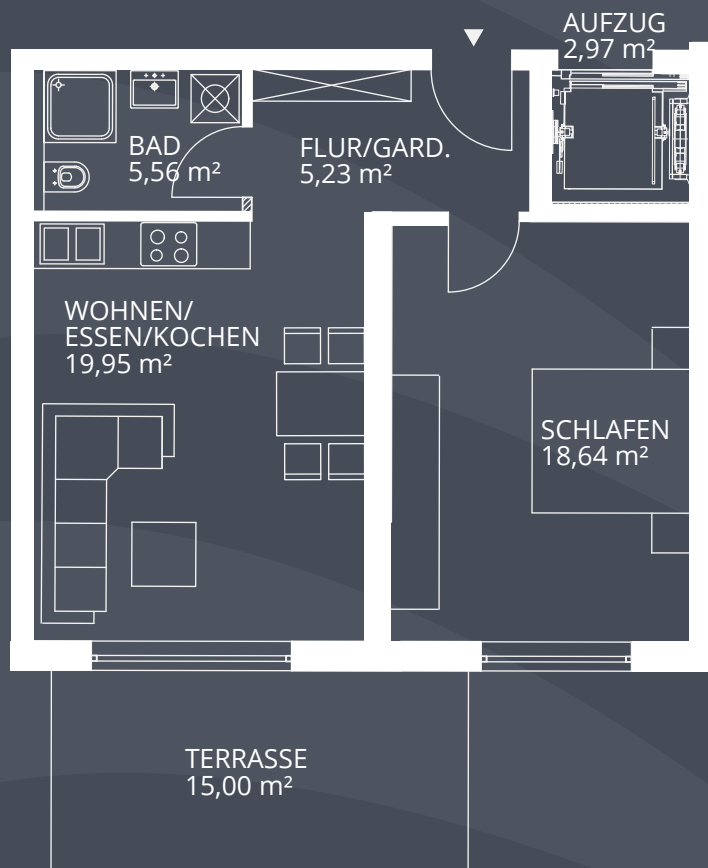 AUFZUG
2,97 m²
BAD
5,56 m²
FLUR/GARD.
5,23 m²
WOHNEN/
ESSEN/KOCHEN
19,95 m²
SCHLAFEN
18,64 m²
TERRASSE
15,00 m²